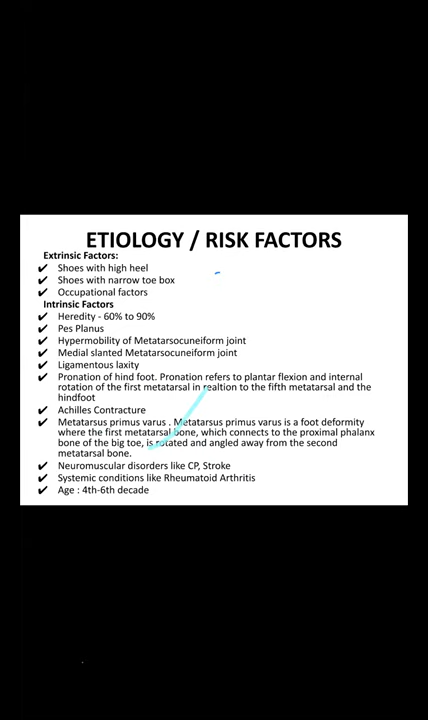 ETIOLOGY / RISK FACTORS
Extrinsic Factors:
✔ Shoes with high heel
✔ Shoes with narrow toe box
✔ Occupational factors
Intrinsic Factors
✔ Heredity - 60% to 90%
✔ Pes Planus
✔ Hypermobility of Metatarsocuneiform joint
✔ Medial slanted Metatarsocuneiform joint
✔ Ligamentous laxity
✔ Pronation of hind foot. Pronation refers to plantar flexion and internal
rotation of the first metatarsal in realtion to the fifth metatarsal and the
hindfoot
✔ Achilles Contracture
✔ Metatarsus primus varus . Metatarsus primus varus is a foot deformity
where the first metatarsal bone, which connects to the proximal phalanx
bone of the big toe, is rotated and angled away from the second
metatarsal bone.
✔ Neuromuscular disorders like CP, Stroke
✔ Systemic conditions like Rheumatoid Arthritis
✔ Age : 4th-6th decade